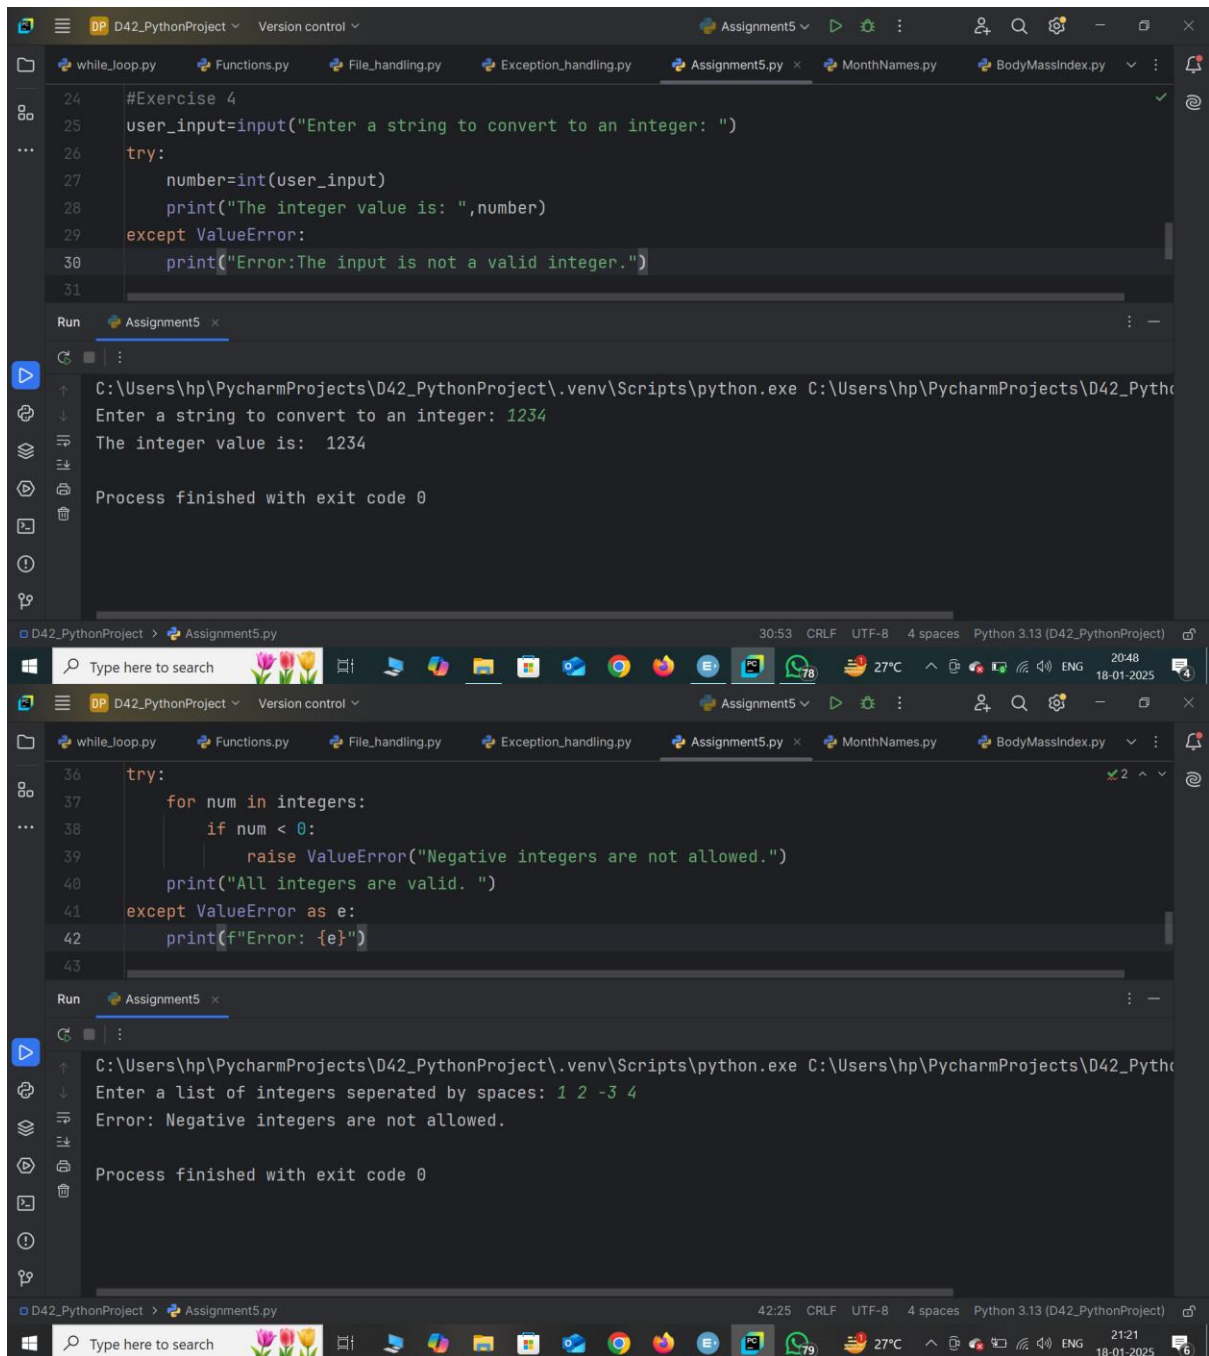 DP D42_PythonProject Version control Assignment5
while_loop.py Functions.py File_handling.py Exception_handling.py Assignment5.py MonthNames.py BodyMassIndex.py
24 #Exercise 4
25 user_input=input("Enter a string to convert to an integer: ")
26 try:
27 number=int(user_input)
28 print("The integer value is: ",number)
29 except ValueError:
30 print("Error:The input is not a valid integer.")
31
Run Assignment5
C:\Users\hp\PycharmProjects\D42_PythonProject\.venv\Scripts\python.exe C:\Users\hp\PycharmProjects\D42_Pytho
Enter a string to convert to an integer: 1234
The integer value is:  1234
Process finished with exit code 0
D42_PythonProject > Assignment5.py 30:53 CRLF UTF-8 4 spaces Python 3.13 (D42_PythonProject)
Type here to search PC 78 27°C ENG 20:48
18-01-2025 4
DP D42_PythonProject Version control Assignment5
while_loop.py Functions.py File_handling.py Exception_handling.py Assignment5.py MonthNames.py BodyMassIndex.py
36 try: 2
37 for num in integers:
38 if num < 0:
39 raise ValueError("Negative integers are not allowed.")
40 print("All integers are valid. ")
41 except ValueError as e:
42 print(f"Error: {e}")
43
Run Assignment5
C:\Users\hp\PycharmProjects\D42_PythonProject\.venv\Scripts\python.exe C:\Users\hp\PycharmProjects\D42_Pytho
Enter a list of integers seperated by spaces: 1 2 -3 4
Error: Negative integers are not allowed.
Process finished with exit code 0
D42_PythonProject > Assignment5.py 42:25 CRLF UTF-8 4 spaces Python 3.13 (D42_PythonProject)
Type here to search PC 79 27°C ENG 21:21
18-01-2025 6